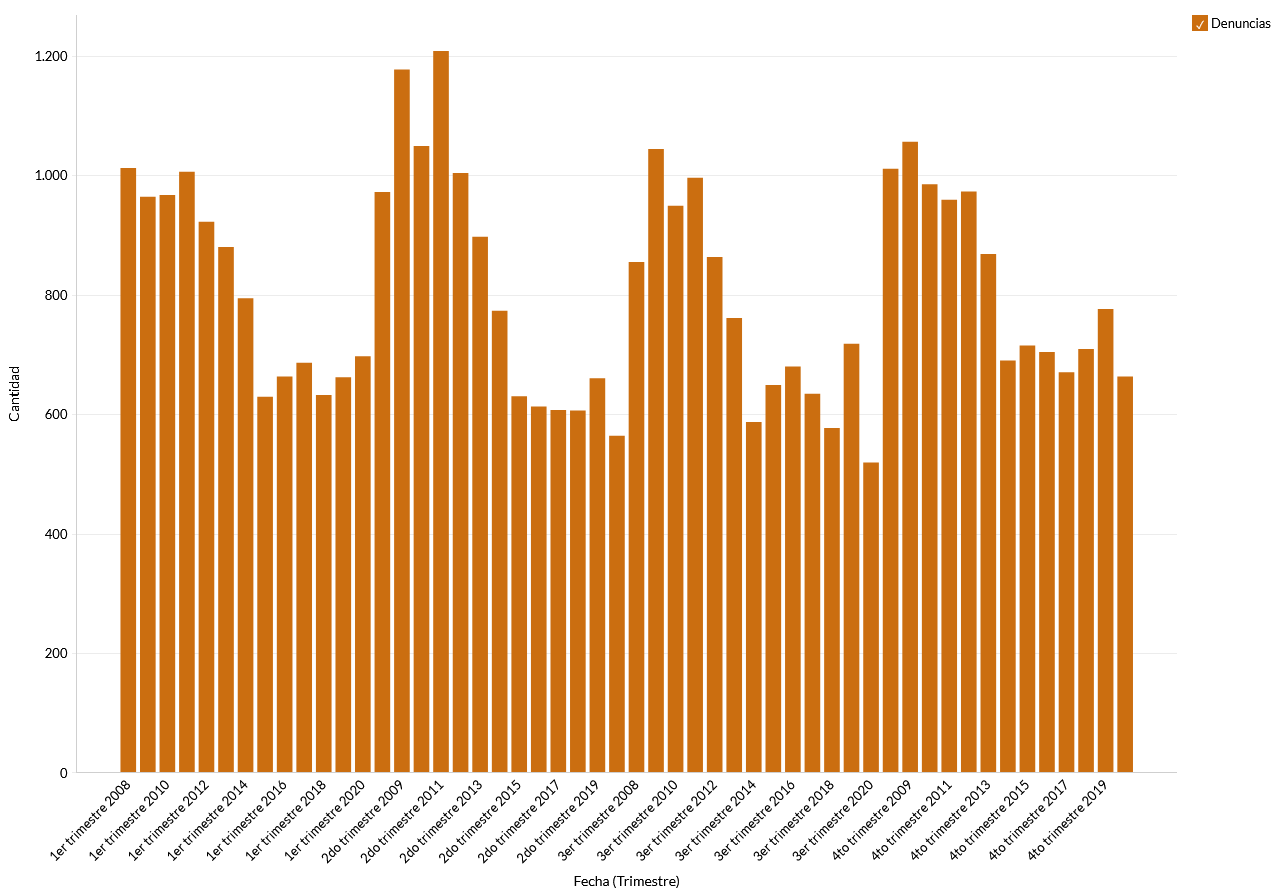 Denuncias
Cantidad
1.200
1.000
800
600
400
200
0
1er trimestre 2008
1er trimestre 2010
1er trimestre 2012
1er trimestre 2014
1er trimestre 2016
1er trimestre 2018
1er trimestre 2020
2do trimestre 2009
2do trimestre 2011
2do trimestre 2013
2do trimestre 2015
2do trimestre 2017
2do trimestre 2019
3er trimestre 2008
3er trimestre 2010
3er trimestre 2012
3er trimestre 2014
3er trimestre 2016
3er trimestre 2018
3er trimestre 2020
4to trimestre 2009
4to trimestre 2011
4to trimestre 2013
4to trimestre 2015
4to trimestre 2017
4to trimestre 2019
Fecha (Trimestre)